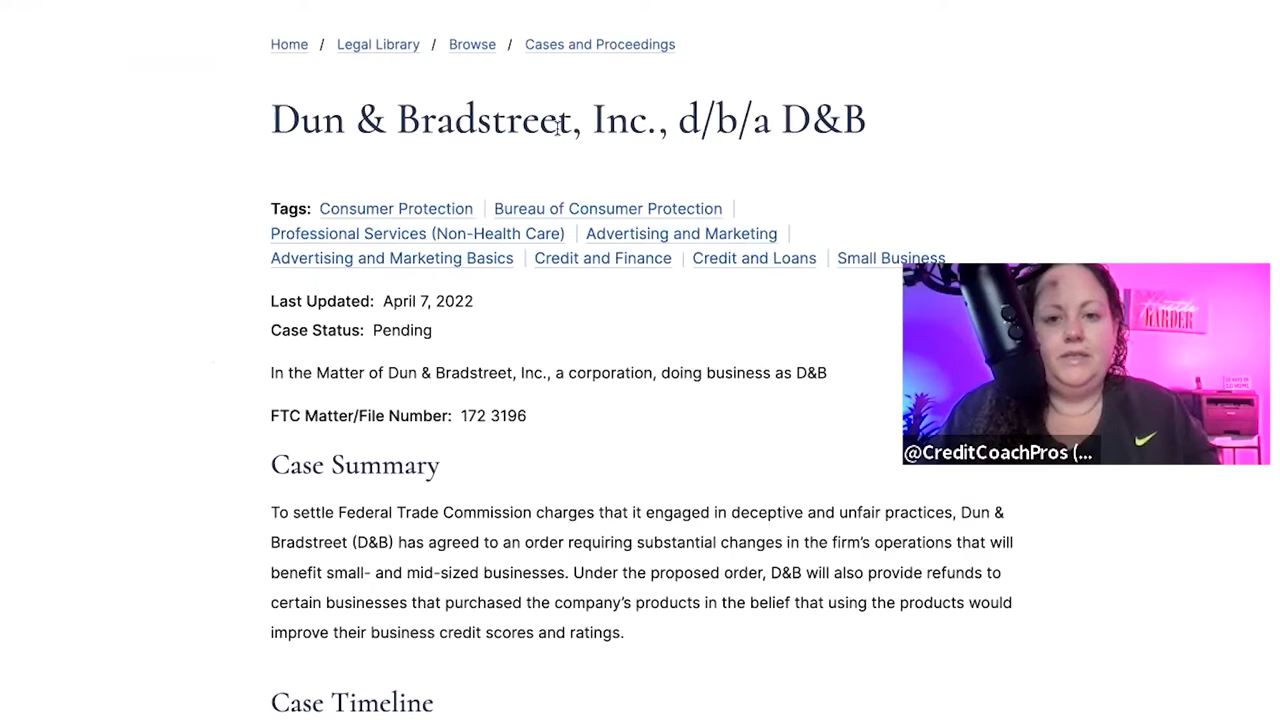 Home / Legal Library / Browse / Cases and Proceedings
Dun & Bradstreet, Inc., d/b/a D&B
Tags: Consumer Protection | Bureau of Consumer Protection |
Professional Services (Non-Health Care) | Advertising and Marketing |
Advertising and Marketing Basics | Credit and Finance | Credit and Loans | Small Business
Last Updated: April 7, 2022
Case Status: Pending
In the Matter of Dun & Bradstreet, Inc., a corporation, doing business as D&B
FTC Matter/File Number: 172 3196
HARDER
@CreditCoachPros (...
Case Summary
To settle Federal Trade Commission charges that it engaged in deceptive and unfair practices, Dun &
Bradstreet (D&B) has agreed to an order requiring substantial changes in the firm's operations that will
benefit small- and mid-sized businesses. Under the proposed order, D&B will also provide refunds to
certain businesses that purchased the company's products in the belief that using the products would
improve their business credit scores and ratings.
Case Timeline